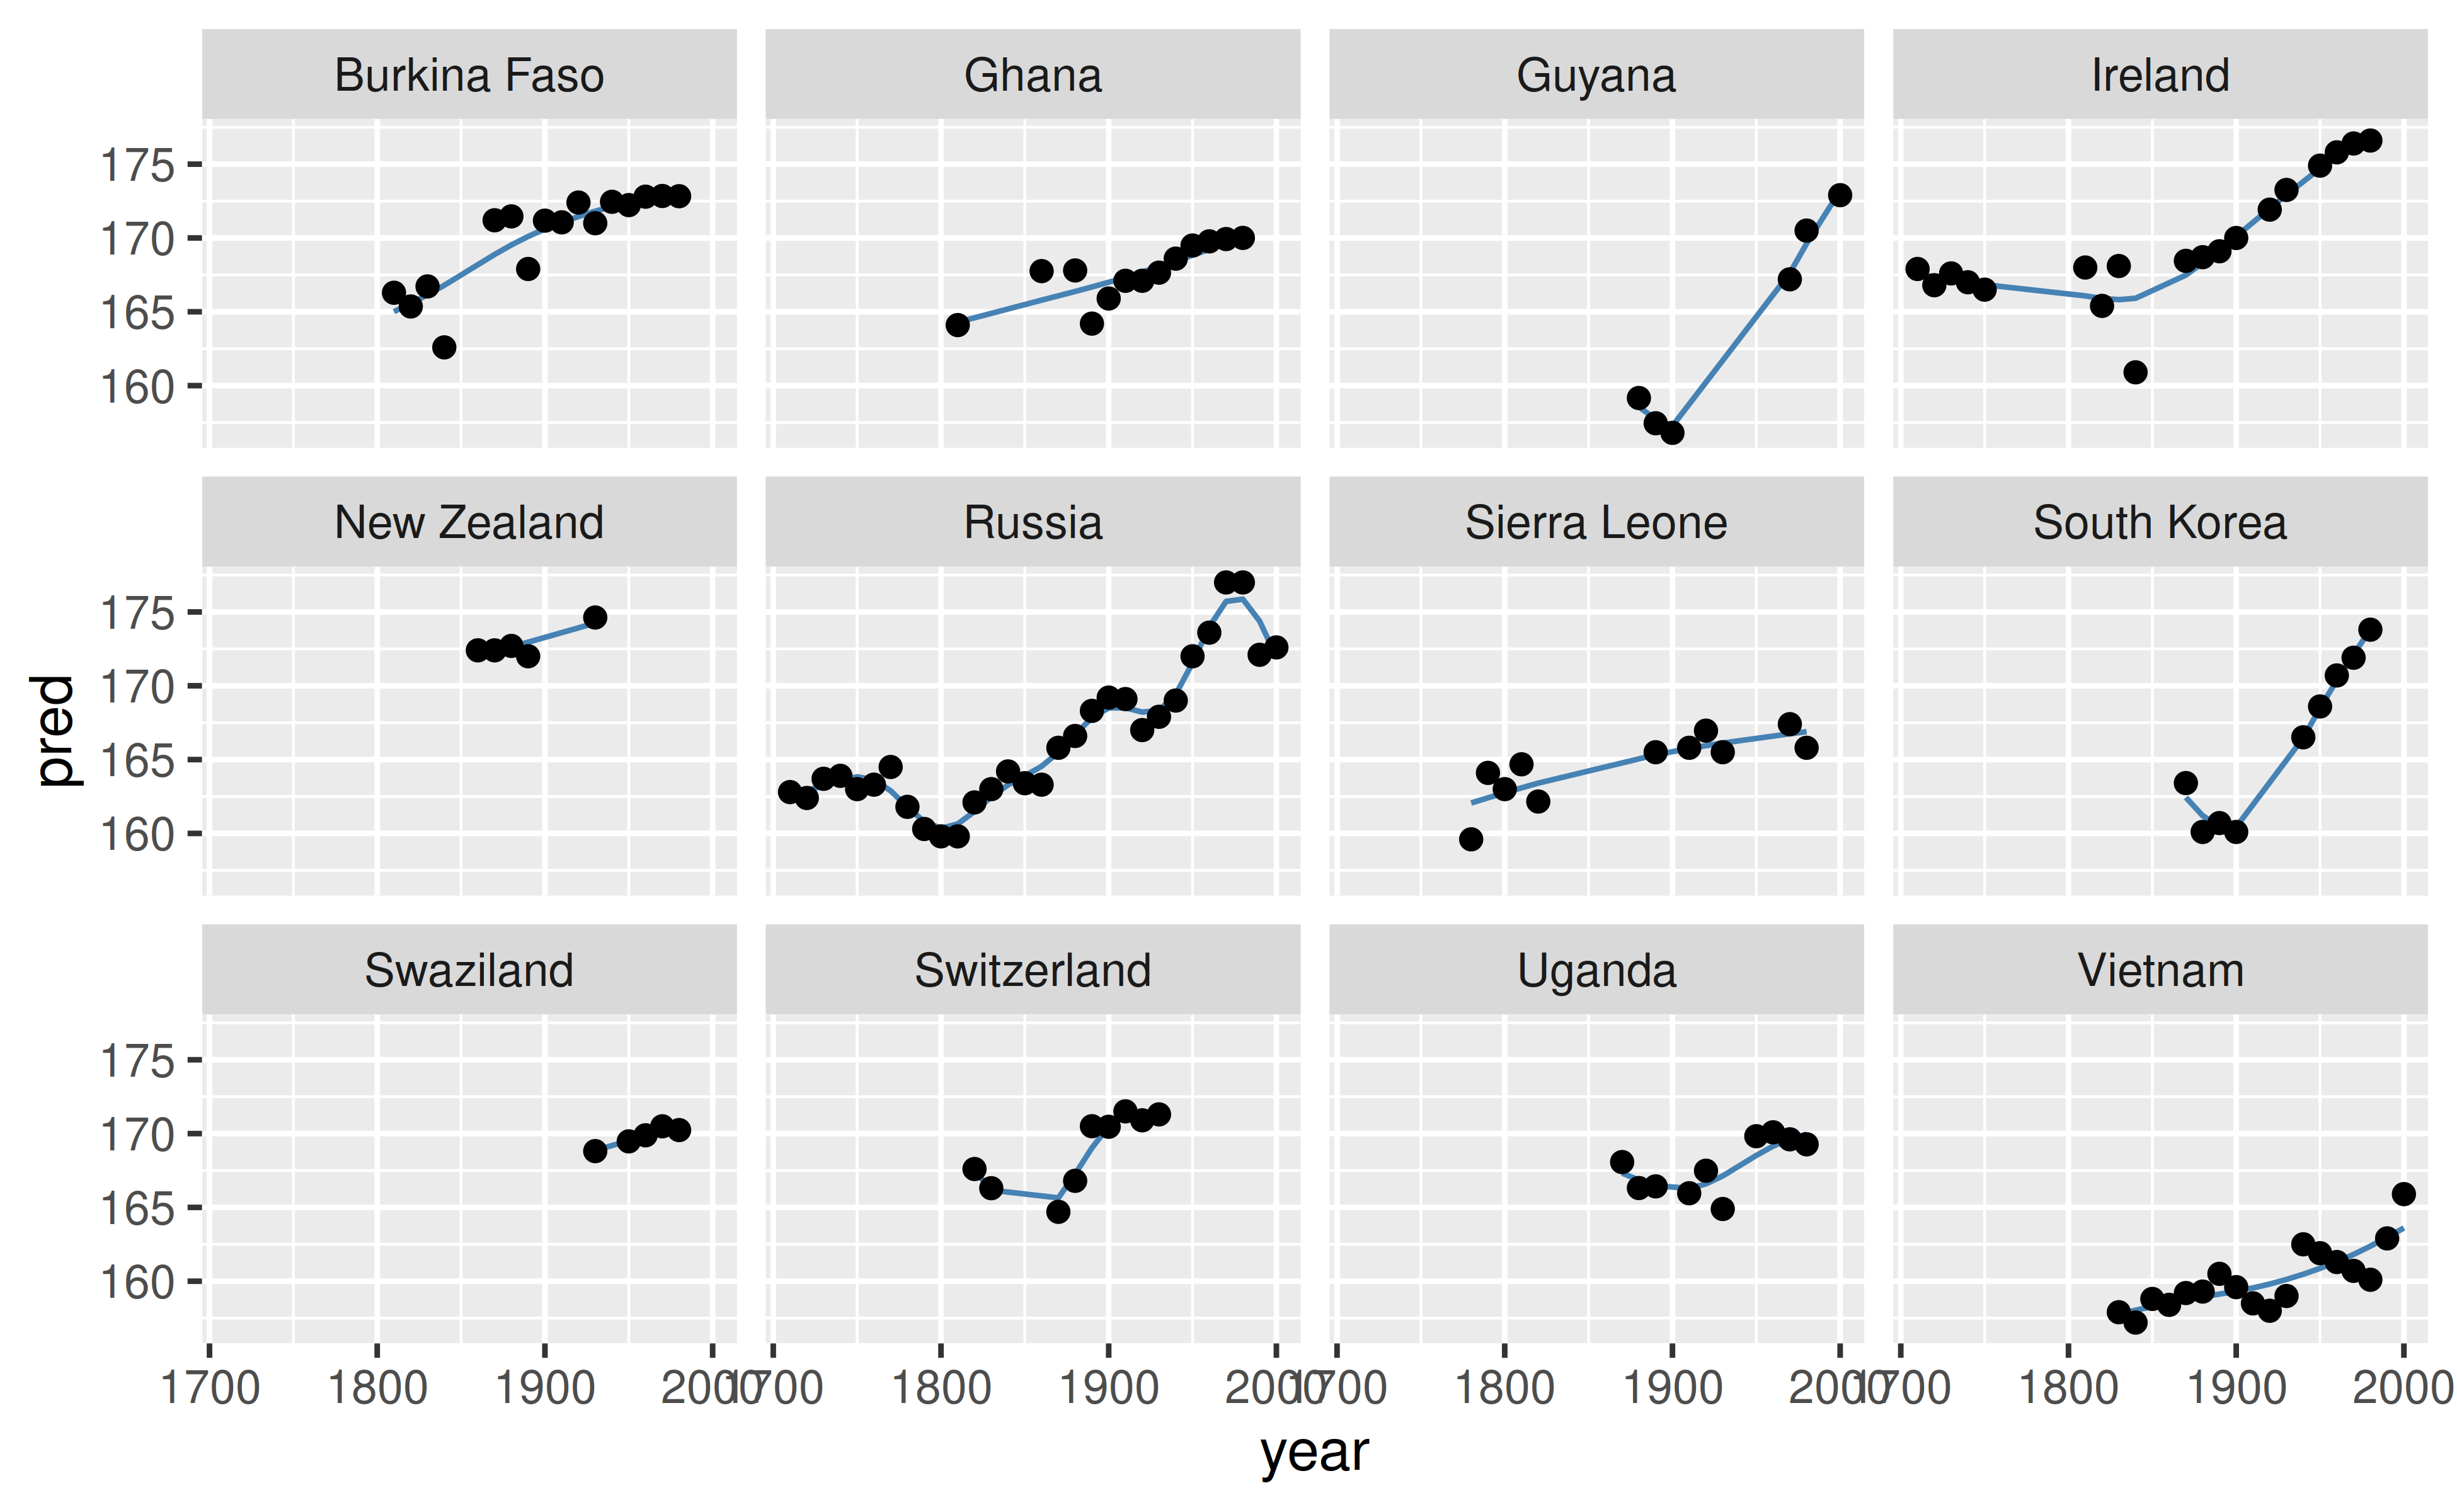 Burkina Faso Ghana Guyana Ireland
175
170
165
160
New Zealand Russia Sierra Leone South Korea
175
170
165
160
Swaziland Switzerland Uganda Vietnam
175
170
165
160
1700 1800 1900 2000 1700 1800 1900 2000 1700 1800 1900 2000 1700 1800 1900 2000
year
pred